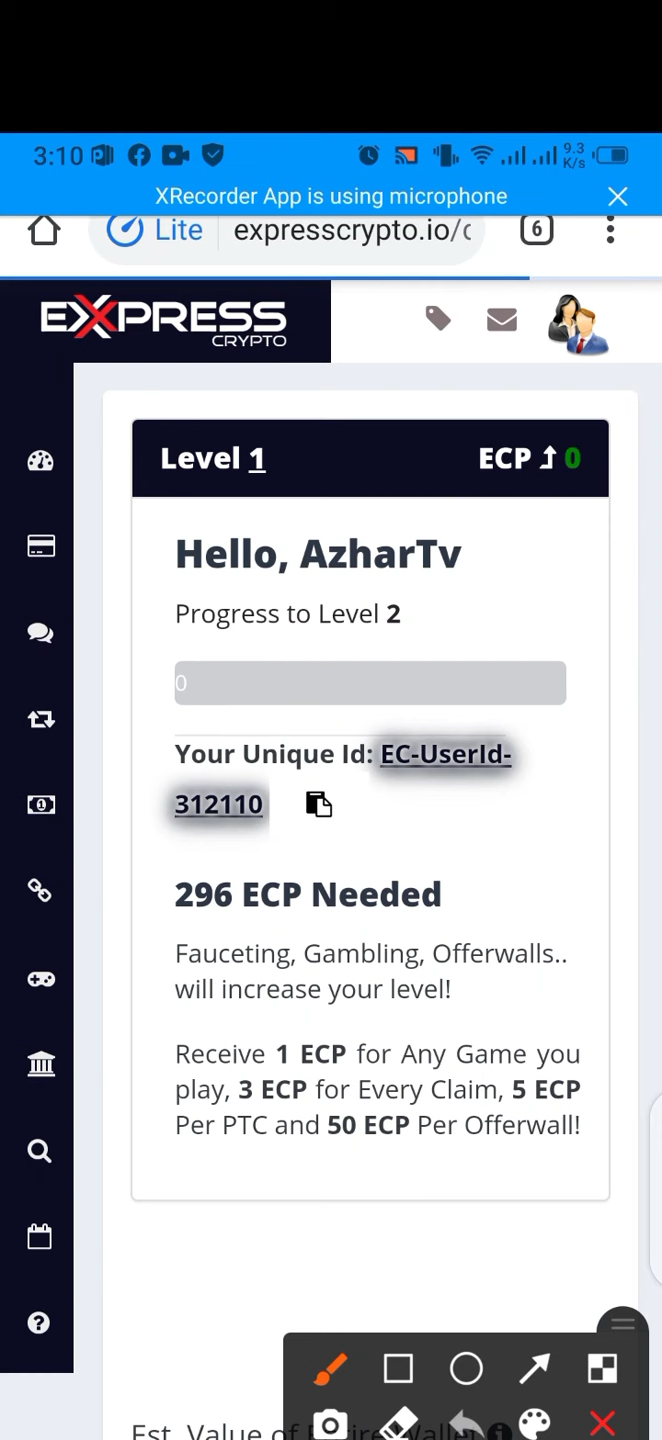 3:10
9.3
K/s
XRecorder App is using microphone
Lite
expresscrypto.io/c
6
EXPRESS
CRYPTO
Level 1
ECP 0
Hello, AzharTv
Progress to Level 2
0
Your Unique Id: EC-UserId-
312110
296 ECP Needed
Fauceting, Gambling, Offerwalls..
will increase your level!
Receive 1 ECP for Any Game you
play, 3 ECP for Every Claim, 5 ECP
Per PTC and 50 ECP Per Offerwall!
Est. Value of